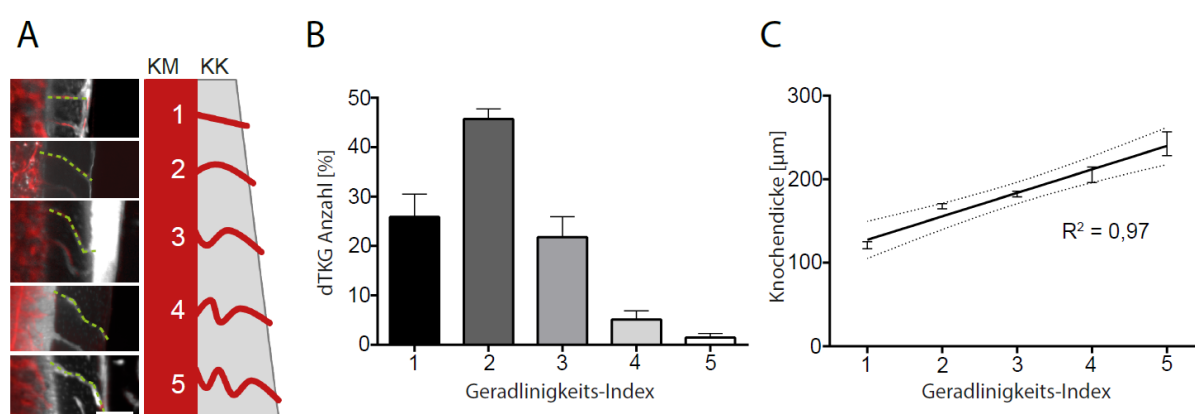 A
KM KK
1
2
3
4
5
B
dTKG Anzahl [%]
50
40
30
20
10
0
1 2 3 4 5
Geradlinigkeits-Index
C
Knochendicke [µm]
300
200
100
0
R² = 0,97
1 2 3 4 5
Geradlinigkeits-Index